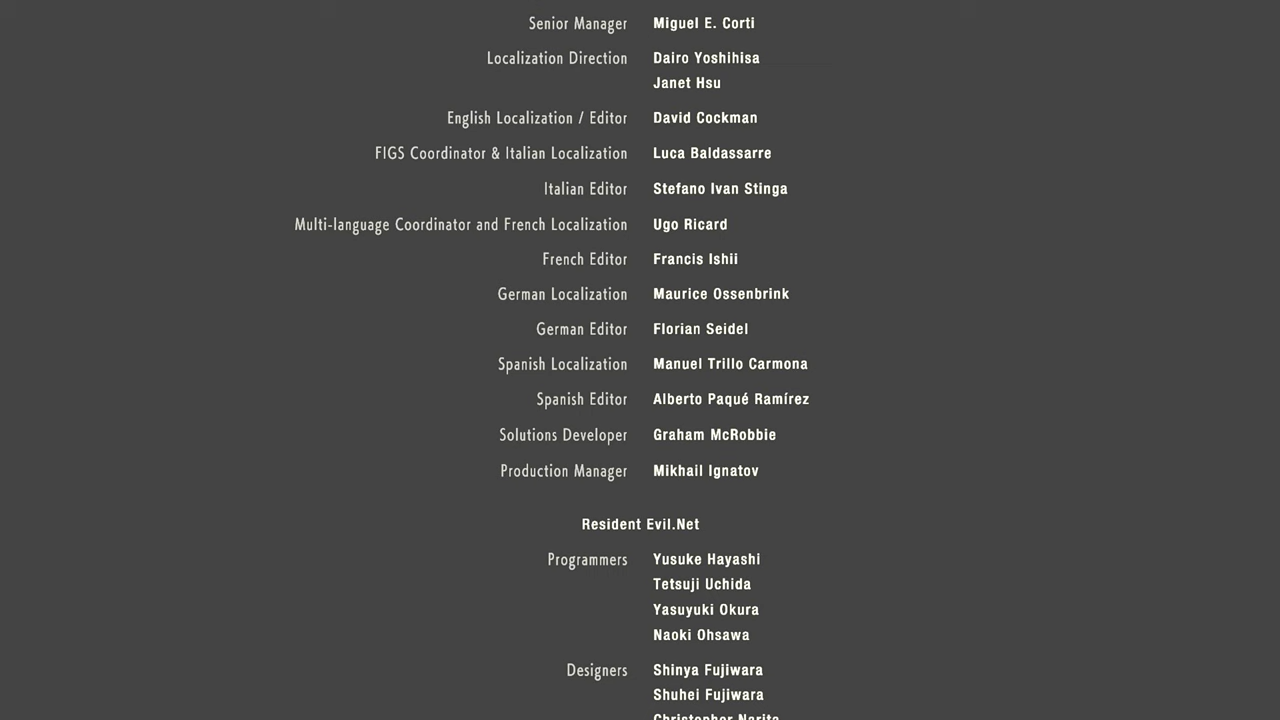 Senior Manager Miguel E. Corti
Localization Direction Dairo Yoshihisa
Janet Hsu
English Localization / Editor David Cockman
FIGS Coordinator & Italian Localization Luca Baldassarre
Italian Editor Stefano Ivan Stinga
Multi-language Coordinator and French Localization Ugo Ricard
French Editor Francis Ishii
German Localization Maurice Ossenbrink
German Editor Florian Seidel
Spanish Localization Manuel Trillo Carmona
Spanish Editor Alberto Paqué Ramírez
Solutions Developer Graham McRobbie
Production Manager Mikhail Ignatov
Resident Evil.Net
Programmers Yusuke Hayashi
Tetsuji Uchida
Yasuyuki Okura
Naoki Ohsawa
Designers Shinya Fujiwara
Shuhei Fujiwara
Christopher Narita